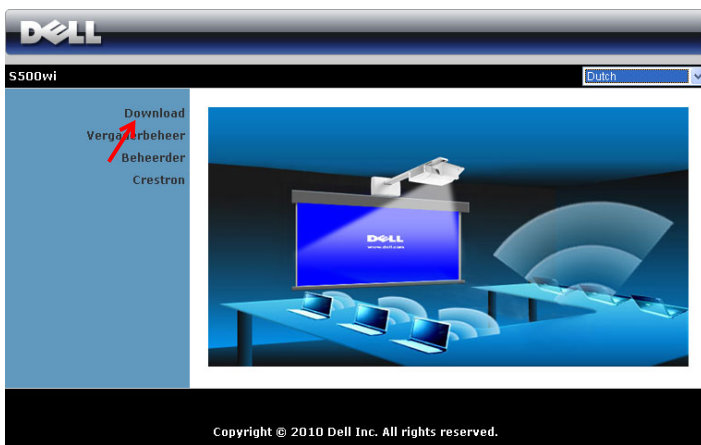 DELL
S500wi
Dutch
Download
Vergaderbeheer
Beheerder
Crestron
DELL
www.dell.com
Copyright © 2010 Dell Inc. All rights reserved.